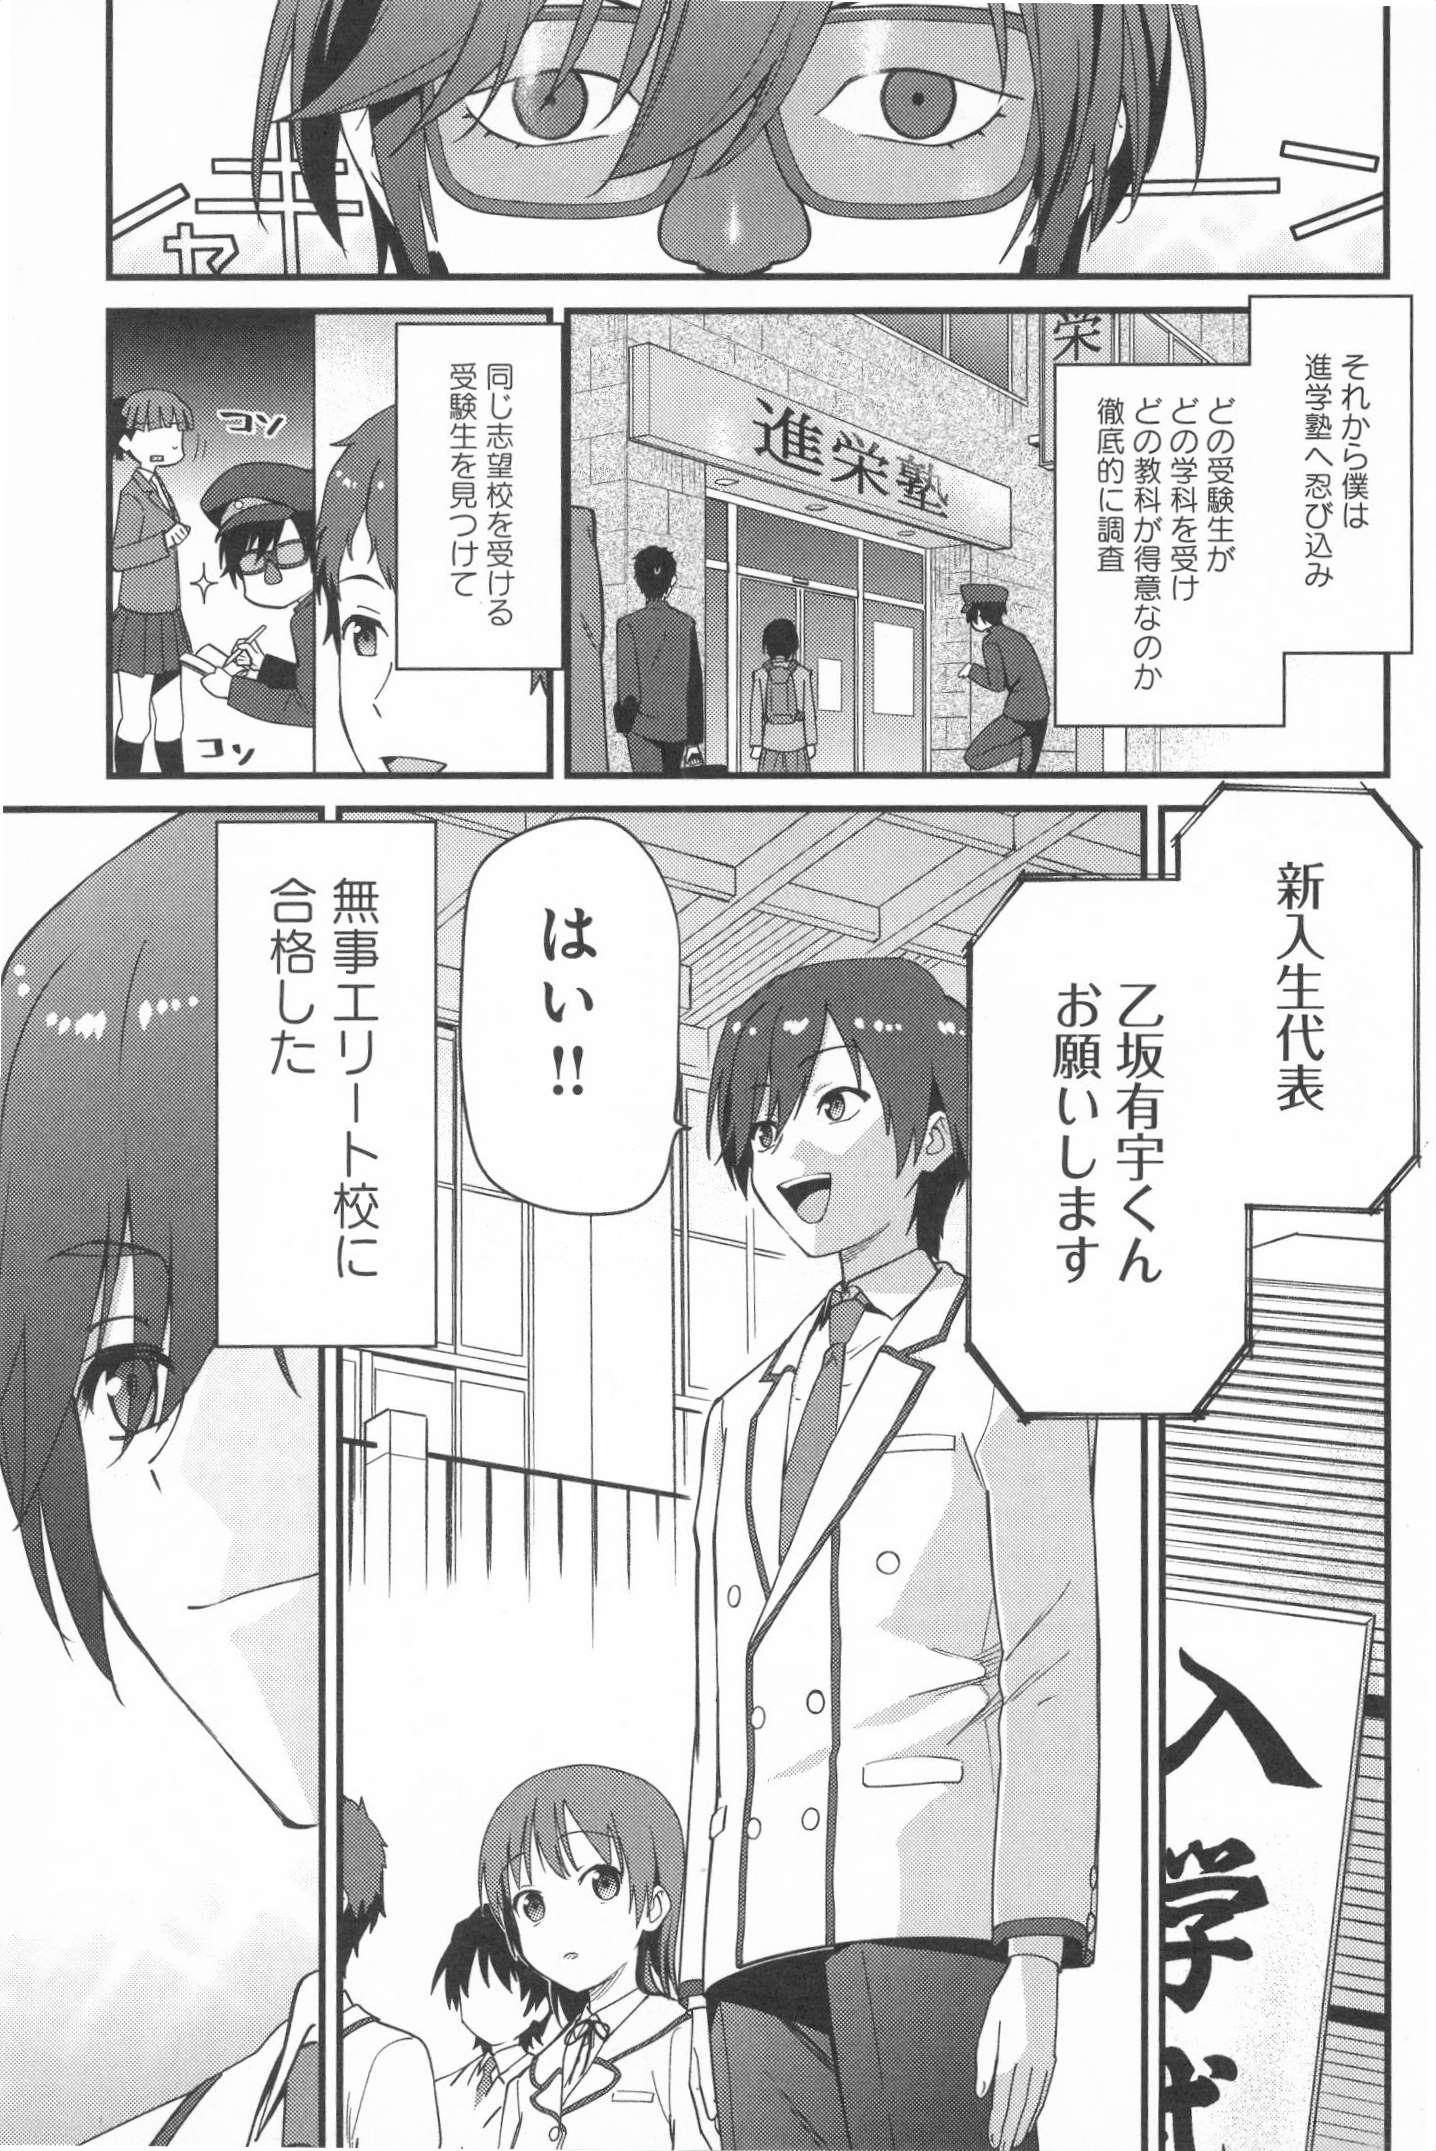 キャーー
それから僕は
進学塾へ忍び込み
どの受験生が
どの学科を受け
どの教科が得意なのか
徹底的に調査
栄
進栄塾
同じ志望校を受ける
受験生を見つけて
コソ
コソ
新入生代表
乙坂有宇くん
お願いします
はい!!
無事エリート校に
合格した
入学式